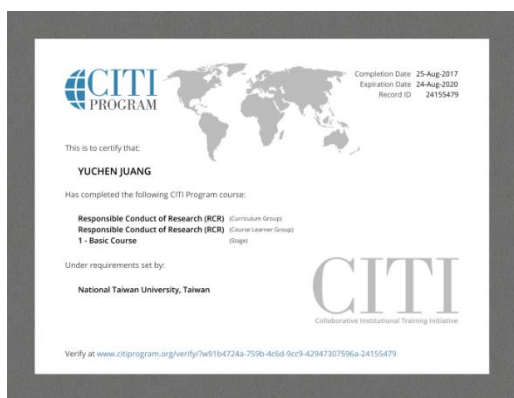 CITI
PROGRAM
Completion Date 25-Aug-2017
Expiration Date 24-Aug-2020
Record ID 24155479
This is to certify that:
YUCHEN JUANG
Has completed the following CITI Program course:
Responsible Conduct of Research (RCR) (Curriculum Group)
Responsible Conduct of Research (RCR) (Course Learner Group)
1 - Basic Course (Stage)
Under requirements set by:
National Taiwan University, Taiwan
CITI
Collaborative Institutional Training Initiative
Verify at www.citiprogram.org/verify/?w91b4724a-759b-4c6d-9cc9-42947307596a-24155479